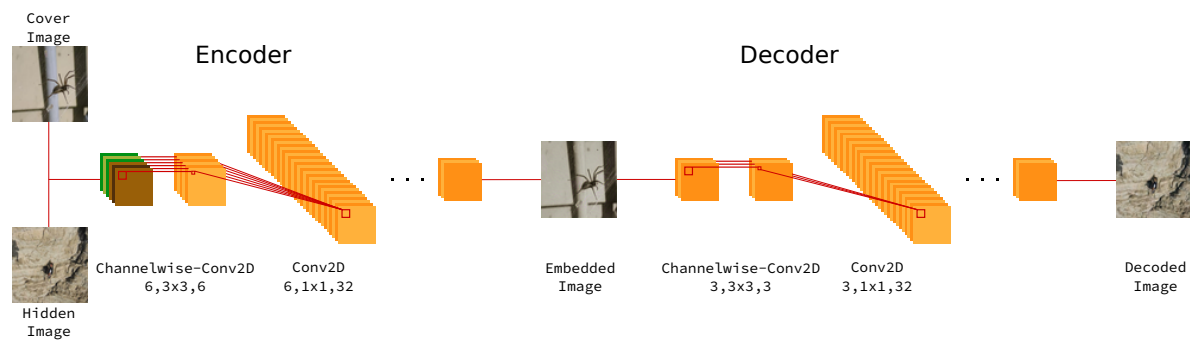 Cover
Image
Encoder
Decoder
. . .
. . .
Channelwise-Conv2D
6,3x3,6
Conv2D
6,1x1,32
Embedded
Image
Channelwise-Conv2D
3,3x3,3
Conv2D
3,1x1,32
Decoded
Image
Hidden
Image